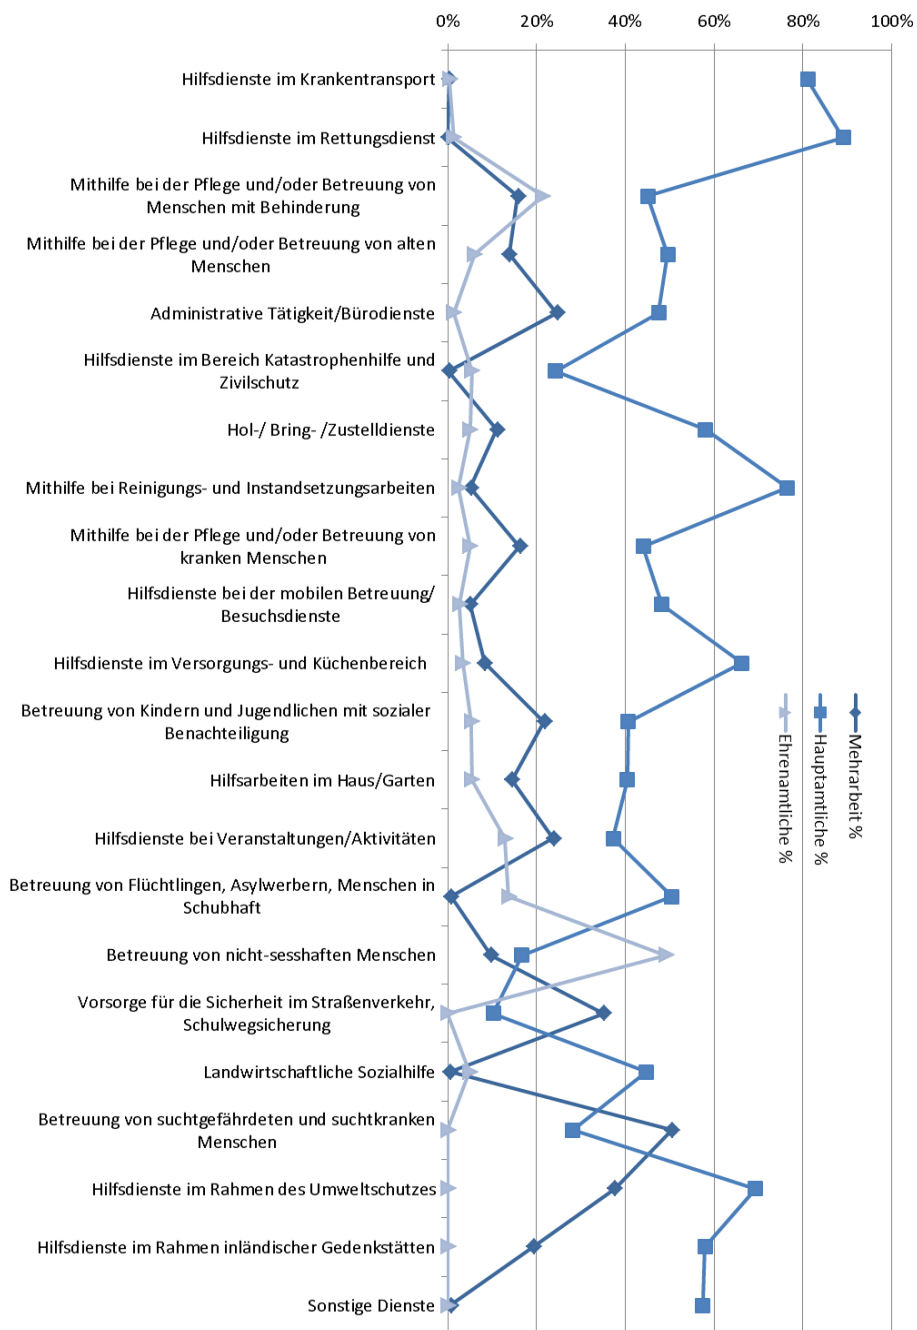 0% 20% 40% 60% 80% 100%
Hilfsdienste im Krankentransport
Hilfsdienste im Rettungsdienst
Mithilfe bei der Pflege und/oder Betreuung von
Menschen mit Behinderung
Mithilfe bei der Pflege und/oder Betreuung von alten
Menschen
Administrative Tätigkeit/Bürodienste
Hilfsdienste im Bereich Katastrophenhilfe und
Zivilschutz
Hol-/ Bring- /Zustelldienste
Mithilfe bei Reinigungs- und Instandsetzungsarbeiten
Mithilfe bei der Pflege und/oder Betreuung von
kranken Menschen
Hilfsdienste bei der mobilen Betreuung/
Besuchsdienste
Hilfsdienste im Versorgungs- und Küchenbereich
Betreuung von Kindern und Jugendlichen mit sozialer
Benachteiligung
Hilfsarbeiten im Haus/Garten
Hilfsdienste bei Veranstaltungen/Aktivitäten
Betreuung von Flüchtlingen, Asylwerbern, Menschen in
Schubhaft
Betreuung von nicht-sesshaften Menschen
Vorsorge für die Sicherheit im Straßenverkehr,
Schulwegsicherung
Landwirtschaftliche Sozialhilfe
Betreuung von suchtgefährdeten und suchtkranken
Menschen
Hilfsdienste im Rahmen des Umweltschutzes
Hilfsdienste im Rahmen inländischer Gedenkstätten
Sonstige Dienste
Mehrarbeit %
Hauptamtliche %
Ehrenamtliche %